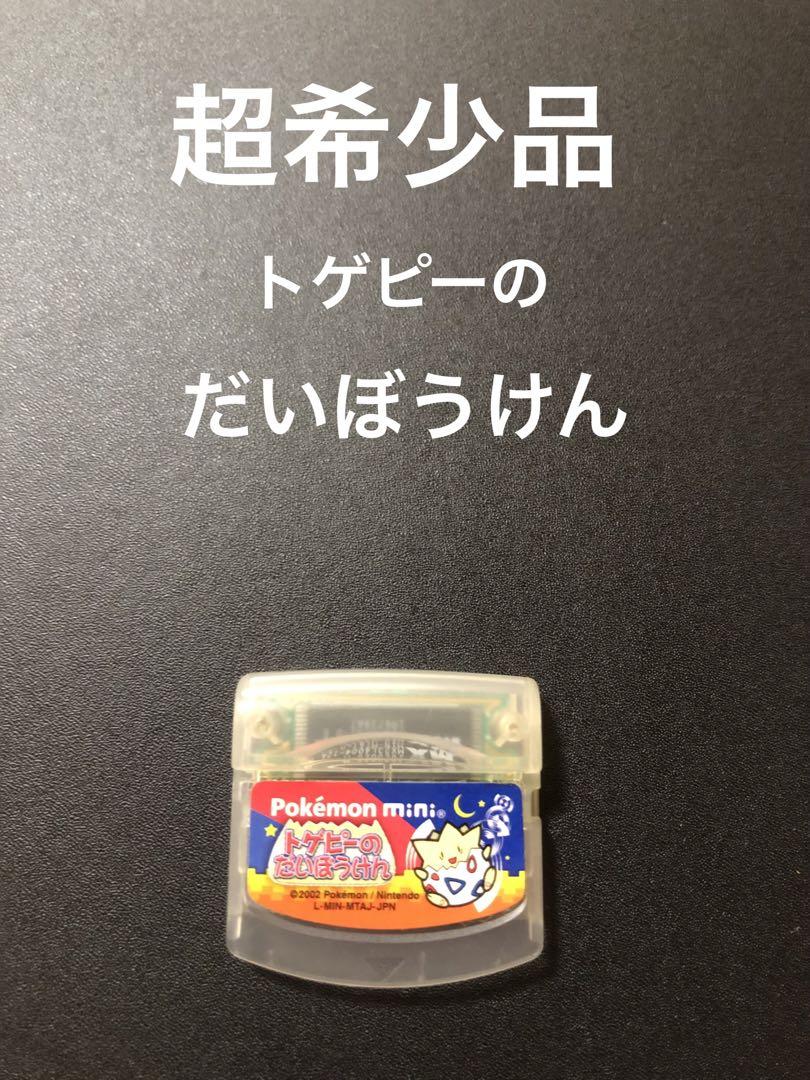 超希少品
トゲピーの
だいぼうけん
Pokémon mini®
トゲピーの
だいぼうけん
©2002 Pokémon / Nintendo
L-MIN-MTAJ-JPN